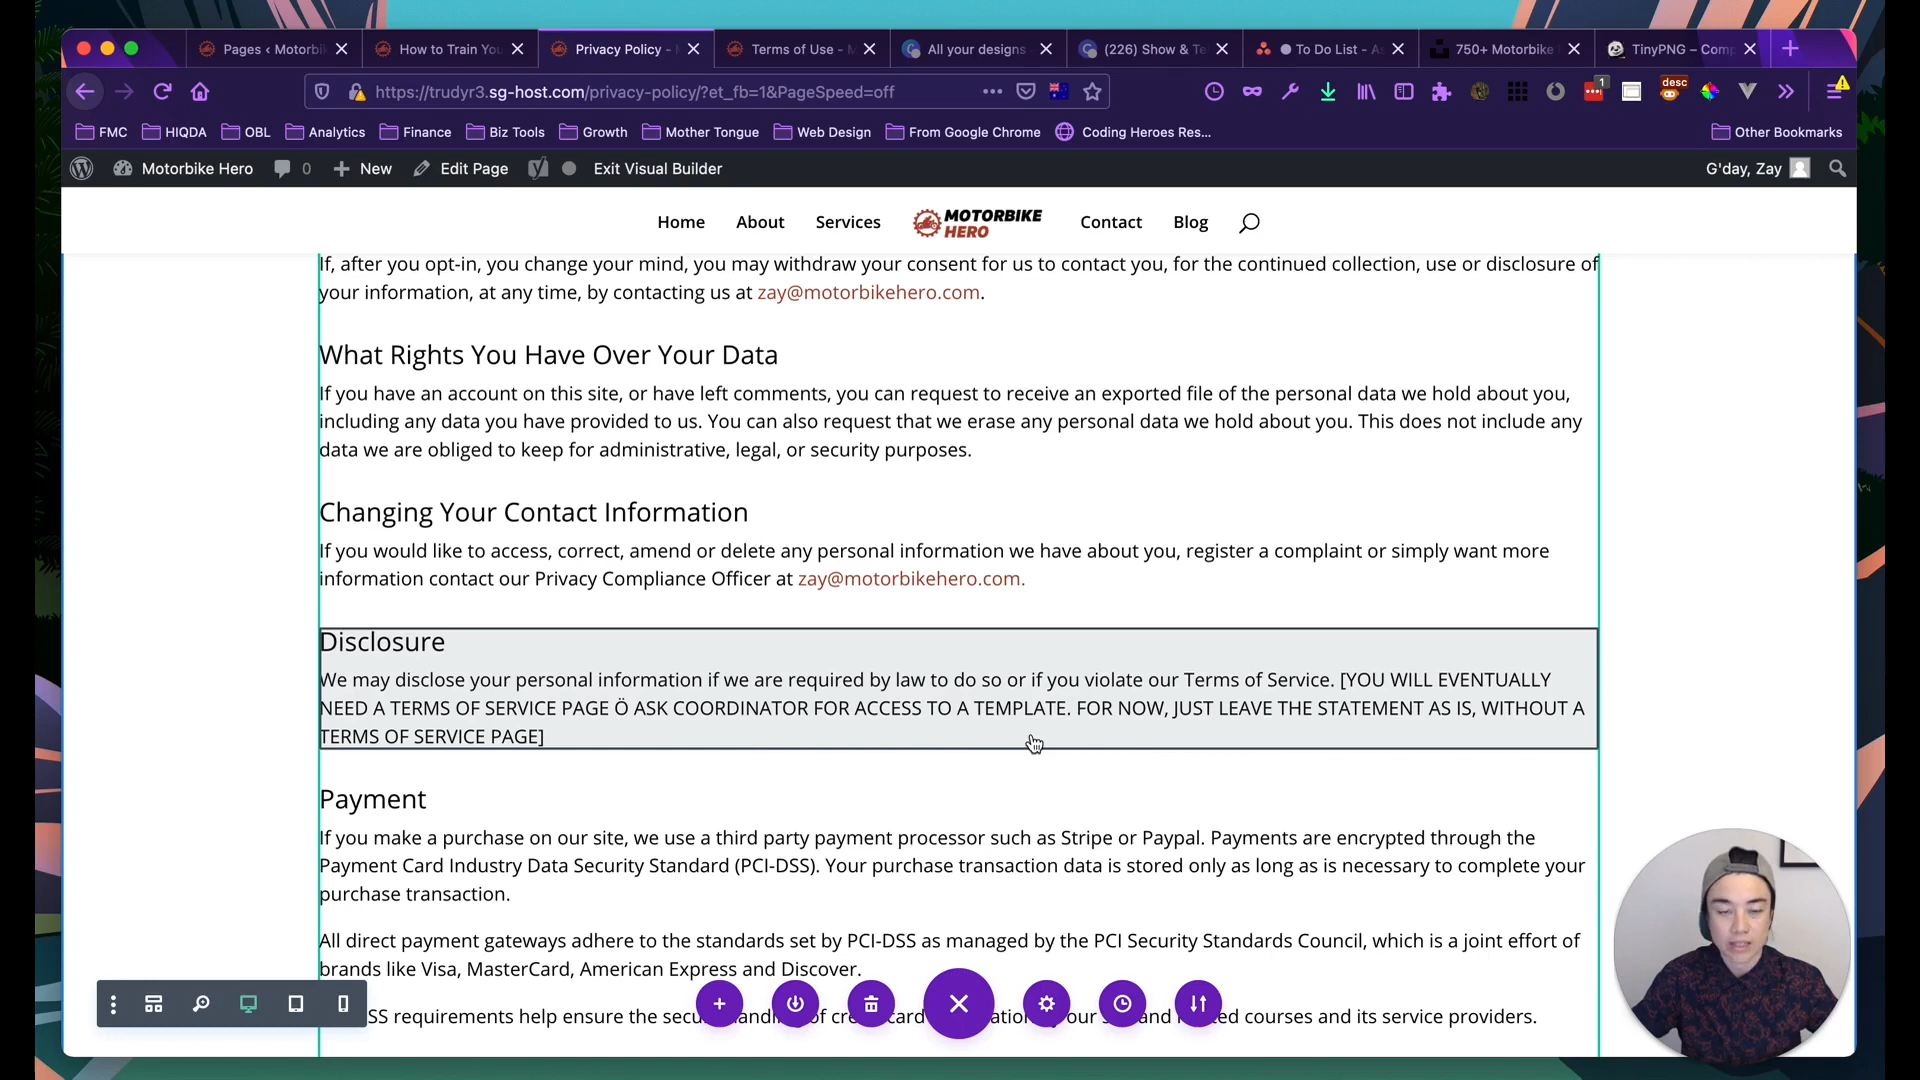 Pages ‹ Motorbi
How to Train You
Privacy Policy -
Terms of Use - M
All your designs
(226) Show & Te
To Do List - A
750+ Motorbike
TinyPNG – Comp
https://trudyr3.sg-host.com/privacy-policy/?et_fb=1&PageSpeed=off
1
desc
FMC
HIQDA
OBL
Analytics
Finance
Biz Tools
Growth
Mother Tongue
Web Design
From Google Chrome
Coding Heroes Res...
Other Bookmarks
Motorbike Hero
0
New
Edit Page
Exit Visual Builder
G'day, Zay
Home
About
Services
MOTORBIKE
HERO
Contact
Blog
If, after you opt-in, you change your mind, you may withdraw your consent for us to contact you, for the continued collection, use or disclosure of
your information, at any time, by contacting us at zay@motorbikehero.com.
What Rights You Have Over Your Data
If you have an account on this site, or have left comments, you can request to receive an exported file of the personal data we hold about you,
including any data you have provided to us. You can also request that we erase any personal data we hold about you. This does not include any
data we are obliged to keep for administrative, legal, or security purposes.
Changing Your Contact Information
If you would like to access, correct, amend or delete any personal information we have about you, register a complaint or simply want more
information contact our Privacy Compliance Officer at zay@motorbikehero.com.
Disclosure
We may disclose your personal information if we are required by law to do so or if you violate our Terms of Service. [YOU WILL EVENTUALLY
NEED A TERMS OF SERVICE PAGE Ö ASK COORDINATOR FOR ACCESS TO A TEMPLATE. FOR NOW, JUST LEAVE THE STATEMENT AS IS, WITHOUT A
TERMS OF SERVICE PAGE]
Payment
If you make a purchase on our site, we use a third party payment processor such as Stripe or Paypal. Payments are encrypted through the
Payment Card Industry Data Security Standard (PCI-DSS). Your purchase transaction data is stored only as long as is necessary to complete your
purchase transaction.
All direct payment gateways adhere to the standards set by PCI-DSS as managed by the PCI Security Standards Council, which is a joint effort of
brands like Visa, MasterCard, American Express and Discover.
SS requirements help ensure the secu of cre card our and courses and its service providers.